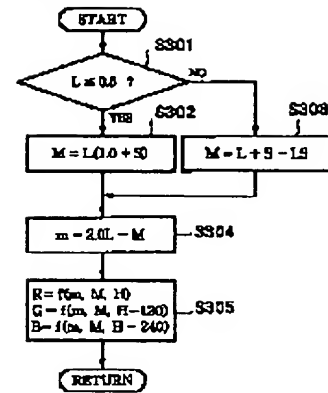 START
S301
L ≤ 0.5 ?
NO
YES
S302
S303
M = L(1.0 + S)
M = L + S - LS
m = 2.0L - M
S304
R = f(m, M, H)
G = f(m, M, H - 120)
B = f(m, M, H - 240)
S305
RETURN